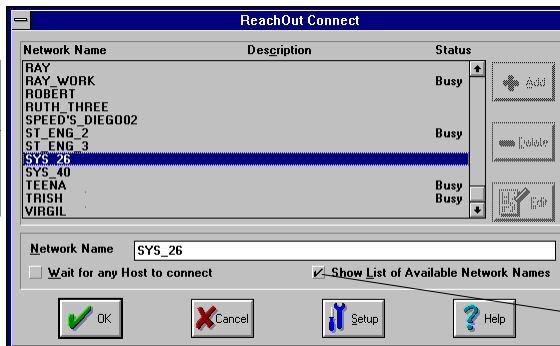 ReachOut Connect
Network Name Description Status
RAY
RAY_WORK Busy
ROBERT
RUTH_THREE
SPEED'S_DIEGO02
ST_ENG_2 Busy
ST_ENG_3
SYS_26
SYS_40
TEENA Busy
TRISH Busy
VIRGIL
Add
Delete
Edit
Network Name SYS_26
Wait for any Host to connect Show List of Available Network Names
OK Cancel Setup Help